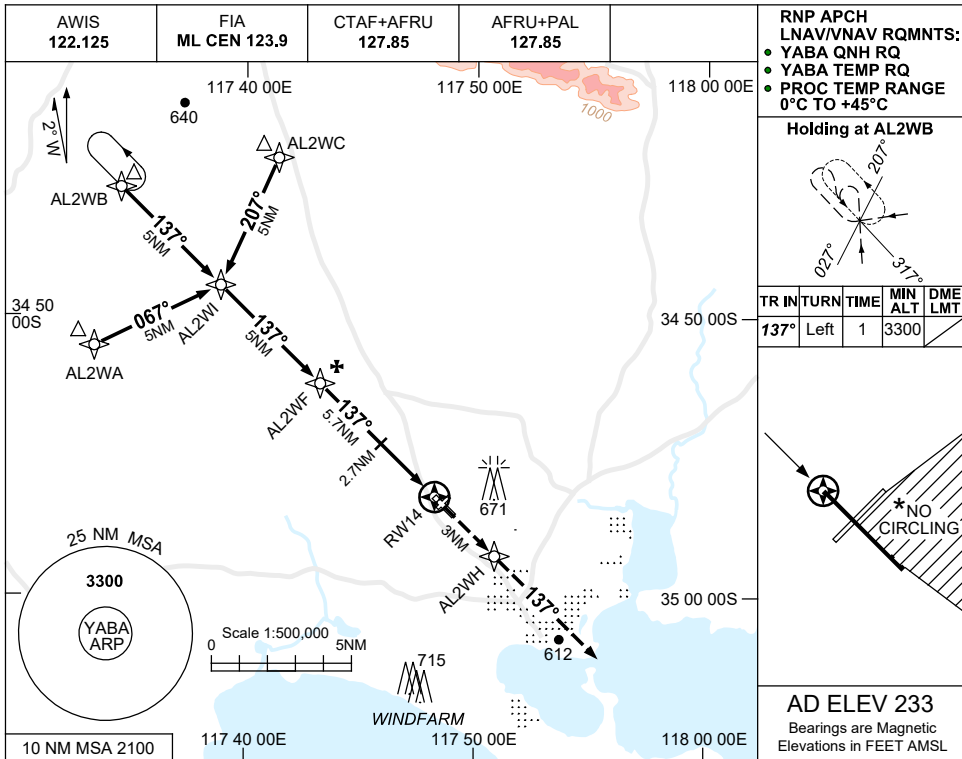 AWIS
122.125
FIA
ML CEN 123.9
CTAF+AFRU
127.85
AFRU+PAL
127.85
RNP APCH
LNAV/VNAV RQMNTS:
YABA QNH RQ
YABA TEMP RQ
PROC TEMP RANGE
0°C TO +45°C
117 40 00E
117 50 00E
118 00 00E
1000
2° W
640
AL2WC
AL2WB
137°
5NM
207°
5NM
AL2WI
067°
5NM
AL2WA
34 50
00S
34 50 00S
137°
5NM
AL2WF
137°
5.7NM
2.7NM
671
RW14
3NM
AL2WH
137°
35 00 00S
612
25 NM MSA
3300
YABA
ARP
Scale 1:500,000
0
5NM
715
WINDFARM
10 NM MSA 2100
117 40 00E
117 50 00E
118 00 00E
Holding at AL2WB
207°
027°
317°
TR IN TURN TIME MIN ALT DME LMT
137° Left 1 3300
*NO
CIRCLING
AD ELEV 233
Bearings are Magnetic
Elevations in FEET AMSL